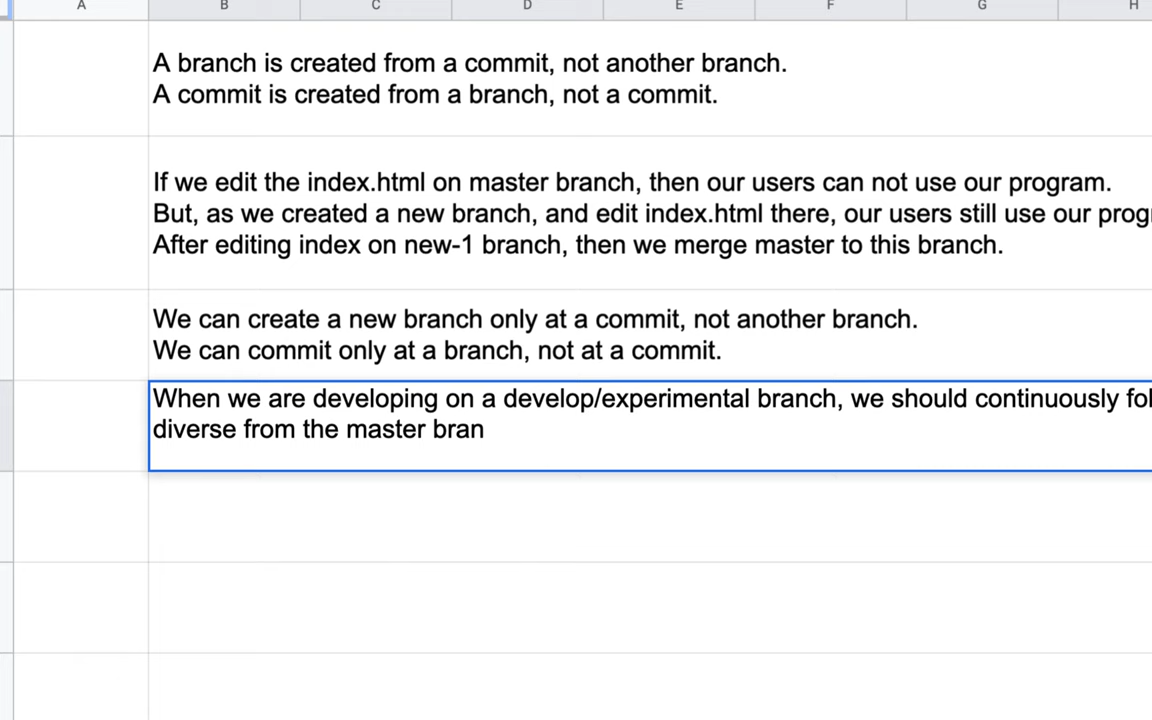 A B C D E F G H
A branch is created from a commit, not another branch.
A commit is created from a branch, not a commit.
If we edit the index.html on master branch, then our users can not use our program.
But, as we created a new branch, and edit index.html there, our users still use our progr
After editing index on new-1 branch, then we merge master to this branch.
We can create a new branch only at a commit, not another branch.
We can commit only at a branch, not at a commit.
When we are developing on a develop/experimental branch, we should continuously fol
diverse from the master bran